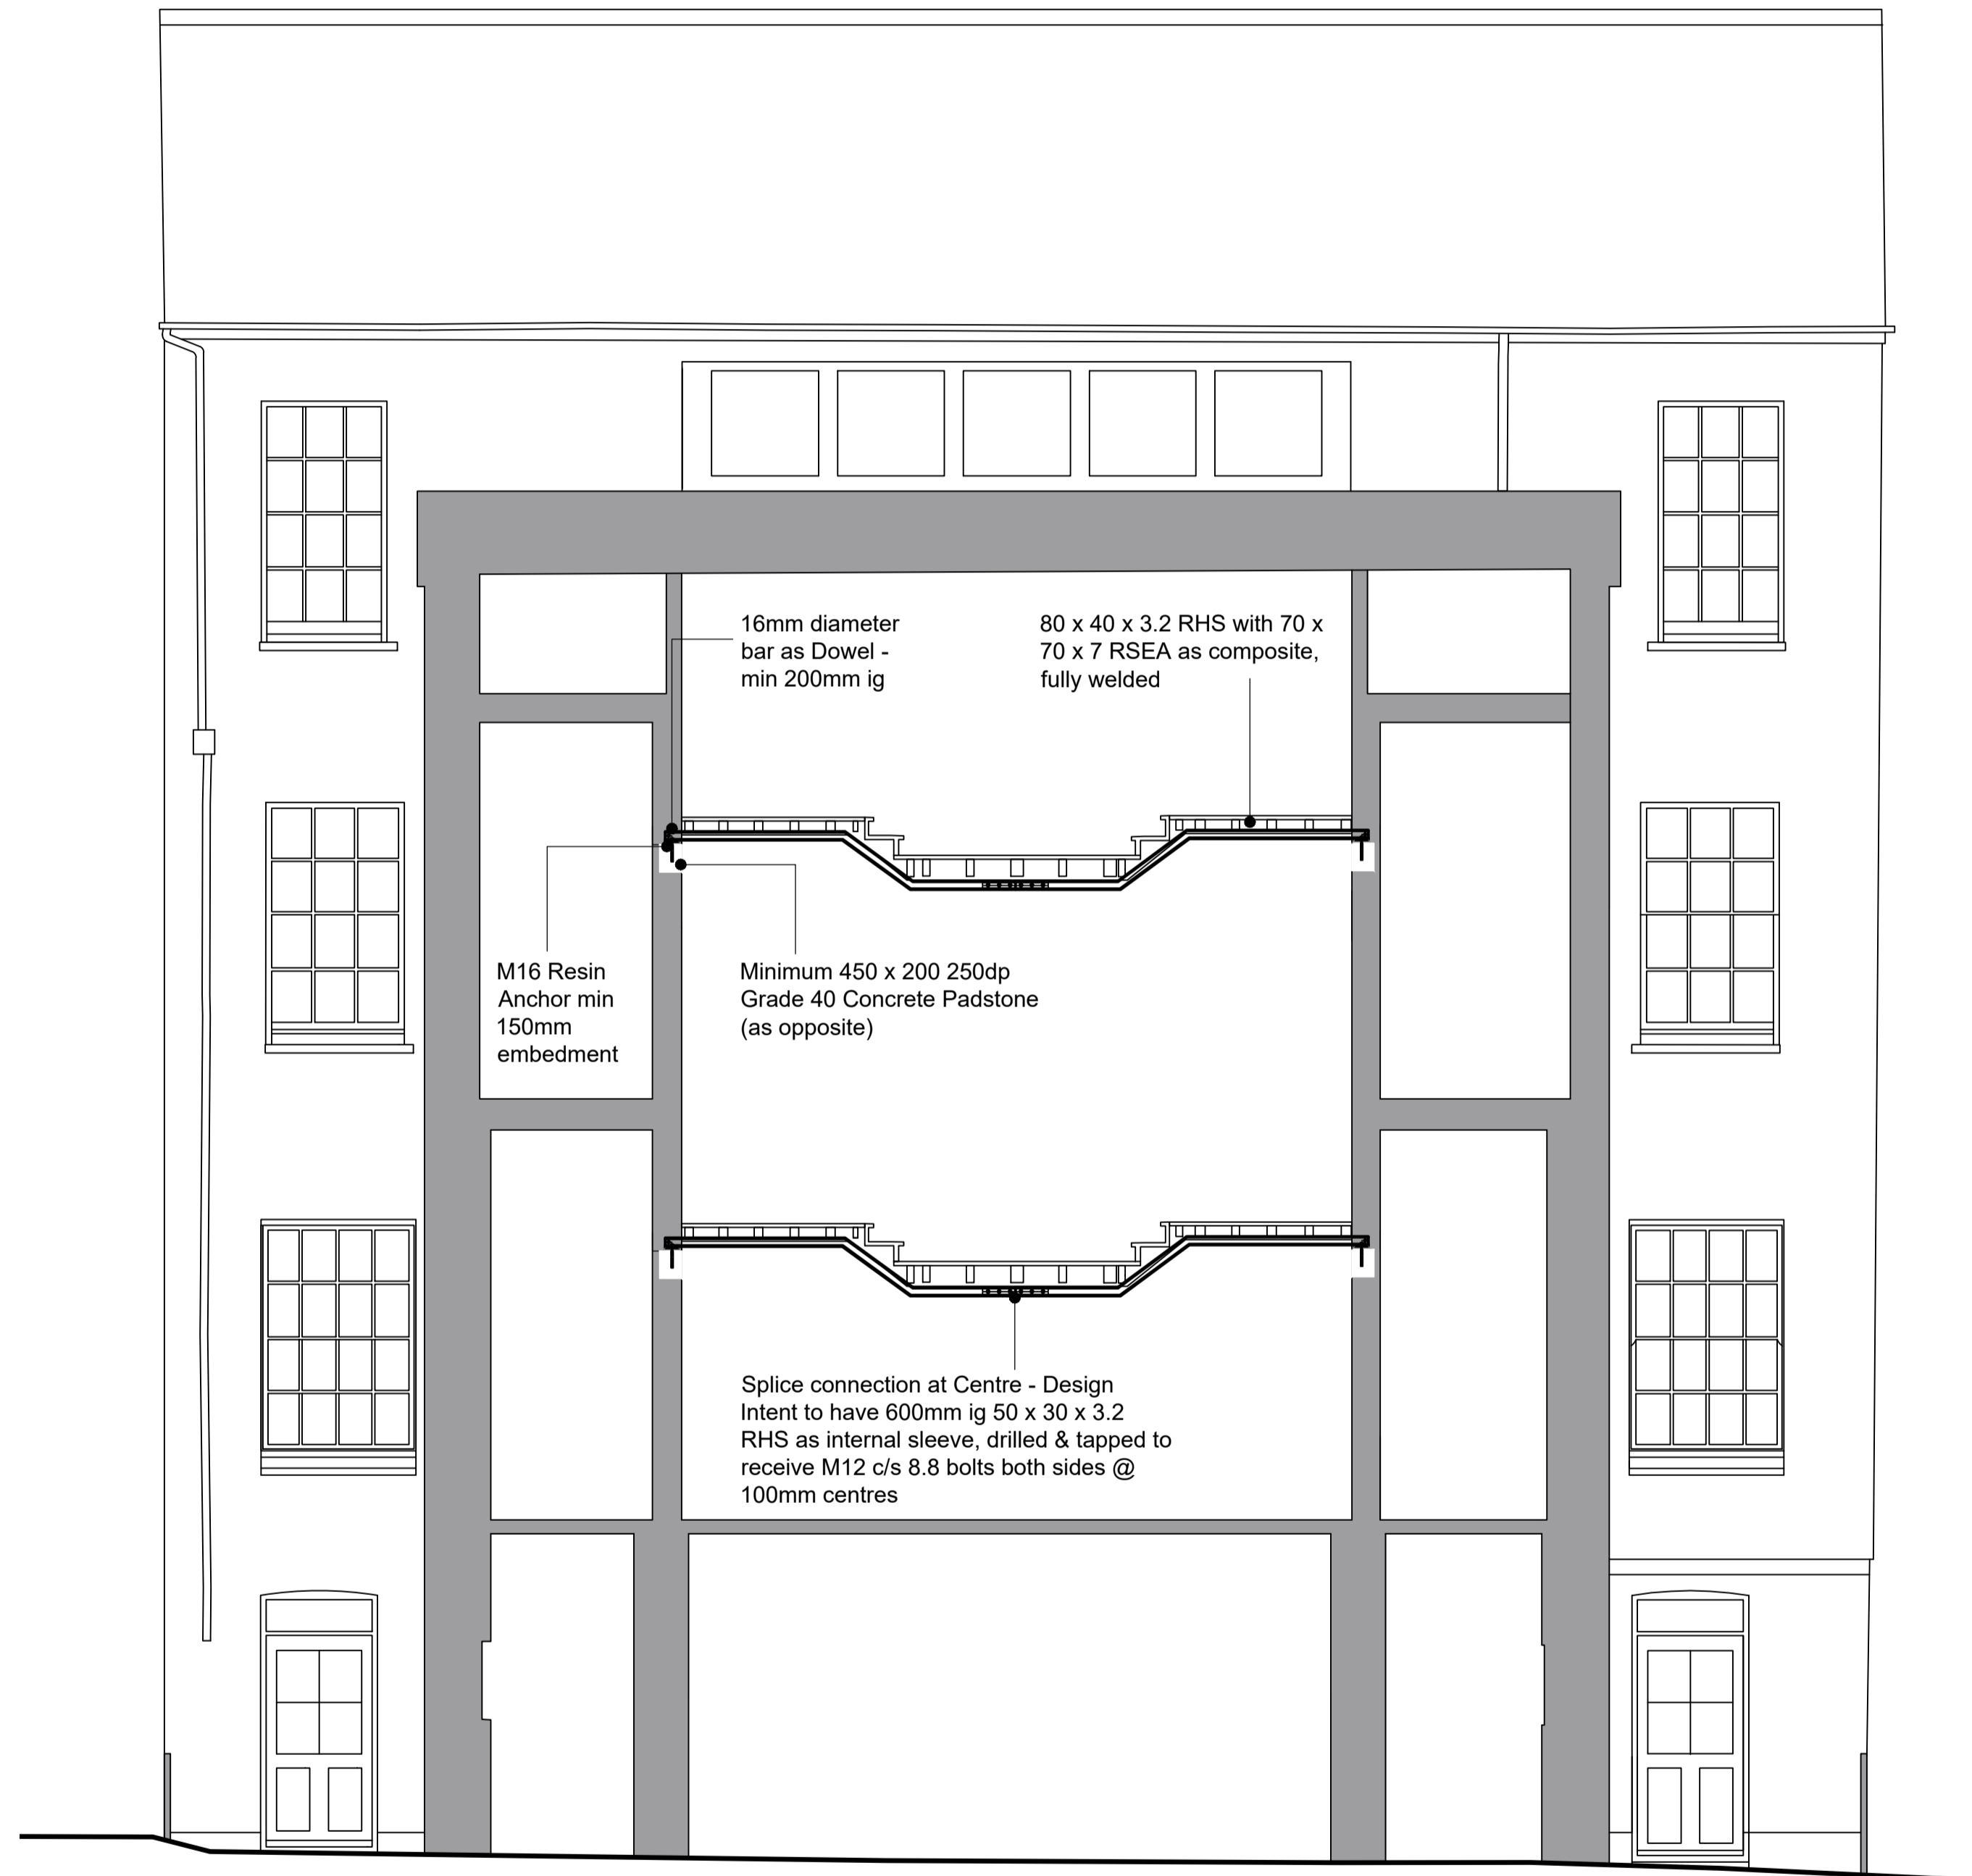 16mm diameter
bar as Dowel -
min 200mm ig
80 x 40 x 3.2 RHS with 70 x
70 x 7 RSEA as composite,
fully welded
M16 Resin
Anchor min
150mm
embedment
Minimum 450 x 200 250dp
Grade 40 Concrete Padstone
(as opposite)
Splice connection at Centre - Design
Intent to have 600mm ig 50 x 30 x 3.2
RHS as internal sleeve, drilled & tapped to
receive M12 c/s 8.8 bolts both sides @
100mm centres